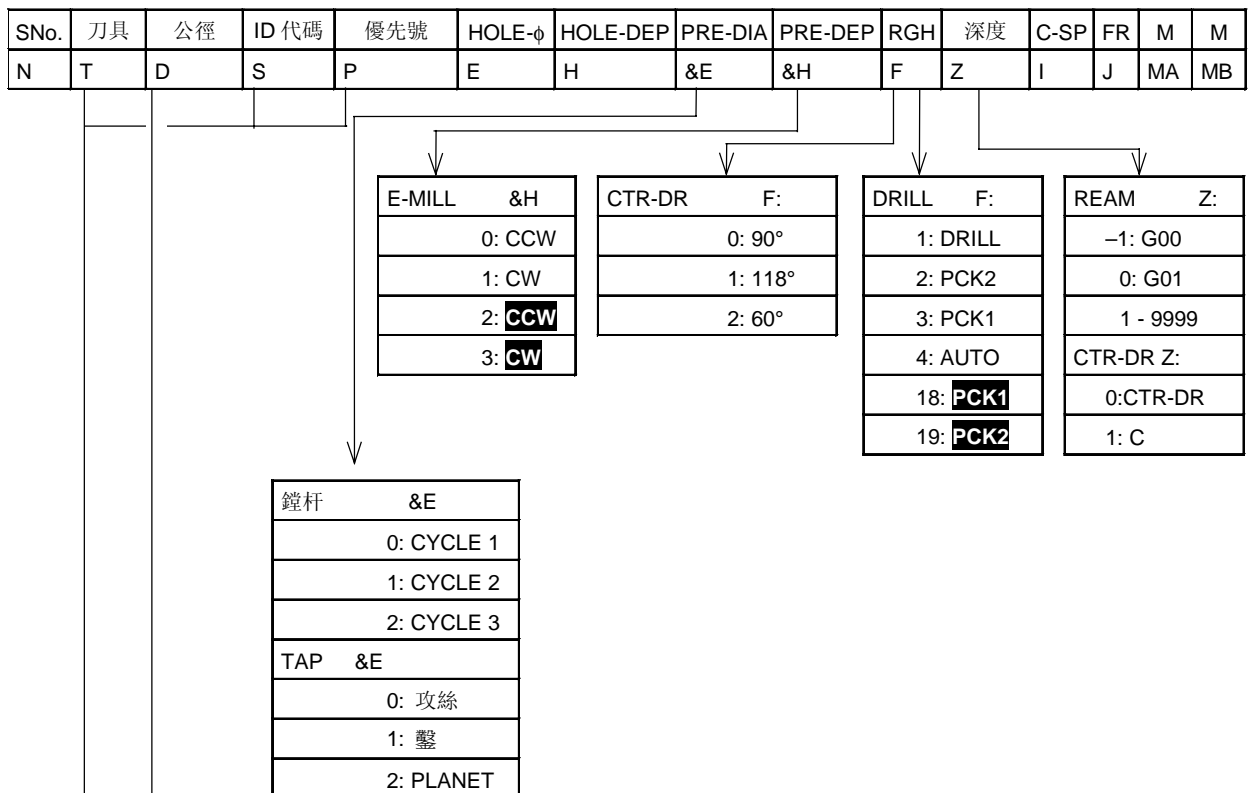 SNo. 刀具 公徑 ID 代碼 優先號 HOLE-ϕ HOLE-DEP PRE-DIA PRE-DEP RGH 深度 C-SP FR M M
N T D S P E H &E &H F Z I J MA MB
E-MILL &H
0: CCW
1: CW
2: CCW
3: CW
CTR-DR F:
0: 90°
1: 118°
2: 60°
DRILL F:
1: DRILL
2: PCK2
3: PCK1
4: AUTO
18: PCK1
19: PCK2
REAM Z:
–1: G00
0: G01
1 - 9999
CTR-DR Z:
0:CTR-DR
1: C
鏜杆 &E
0: CYCLE 1
1: CYCLE 2
2: CYCLE 3
TAP &E
0: 攻絲
1: 鑿
2: PLANET